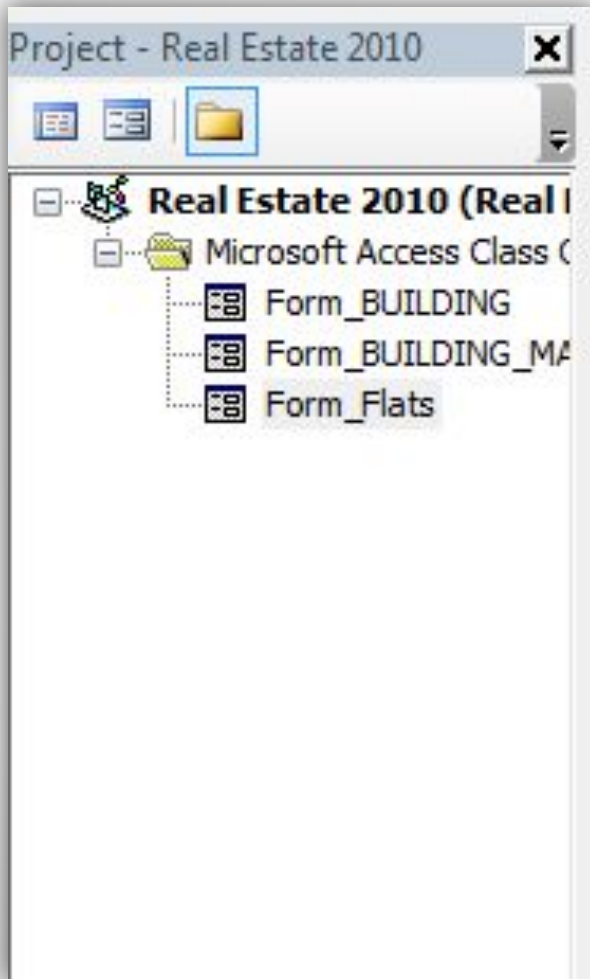 Project - Real Estate 2010
Real Estate 2010 (Real
Microsoft Access Class
Form_BUILDING
Form_BUILDING_MA
Form_Flats